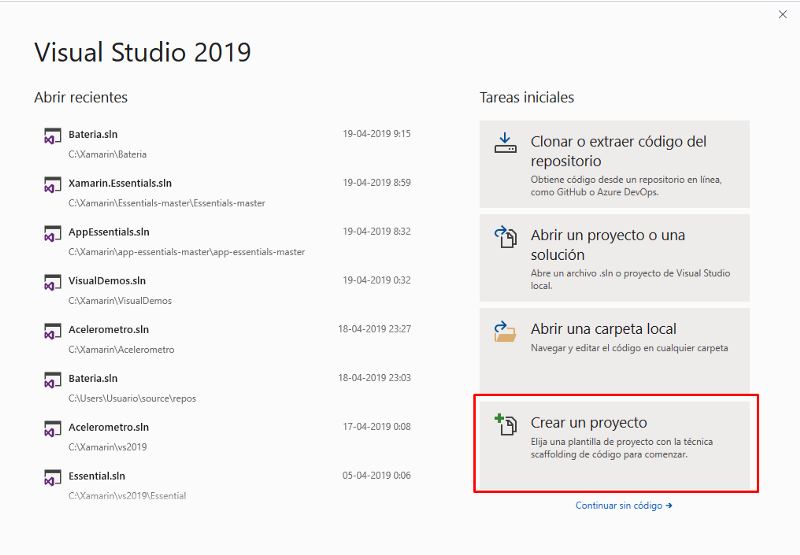 Visual Studio 2019
Abrir recientes
Bateria.sln 19-04-2019 9:15
C:\Xamarin\Bateria
Xamarin.Essentials.sln 19-04-2019 8:59
C:\Xamarin\Essentials-master\Essentials-master
AppEssentials.sln 19-04-2019 8:32
C:\Xamarin\app-essentials-master\app-essentials-master
VisualDemos.sln 19-04-2019 0:32
C:\Xamarin\VisualDemos
Acelerometro.sln 18-04-2019 23:27
C:\Xamarin\Acelerometro
Bateria.sln 18-04-2019 23:03
C:\Users\Usuario\source\repos
Acelerometro.sln 17-04-2019 0:08
C:\Xamarin\vs2019
Essential.sln 05-04-2019 0:06
C:\Xamarin\vs2019\Essential
Tareas iniciales
Clonar o extraer código del
repositorio
Obtiene código desde un repositorio en línea,
como GitHub o Azure DevOps.
Abrir un proyecto o una
solución
Abre un archivo .sln o proyecto de Visual Studio
local.
Abrir una carpeta local
Navegar y editar el código en cualquier carpeta
Crear un proyecto
Elija una plantilla de proyecto con la técnica
scaffolding de código para comenzar.
Continuar sin código →